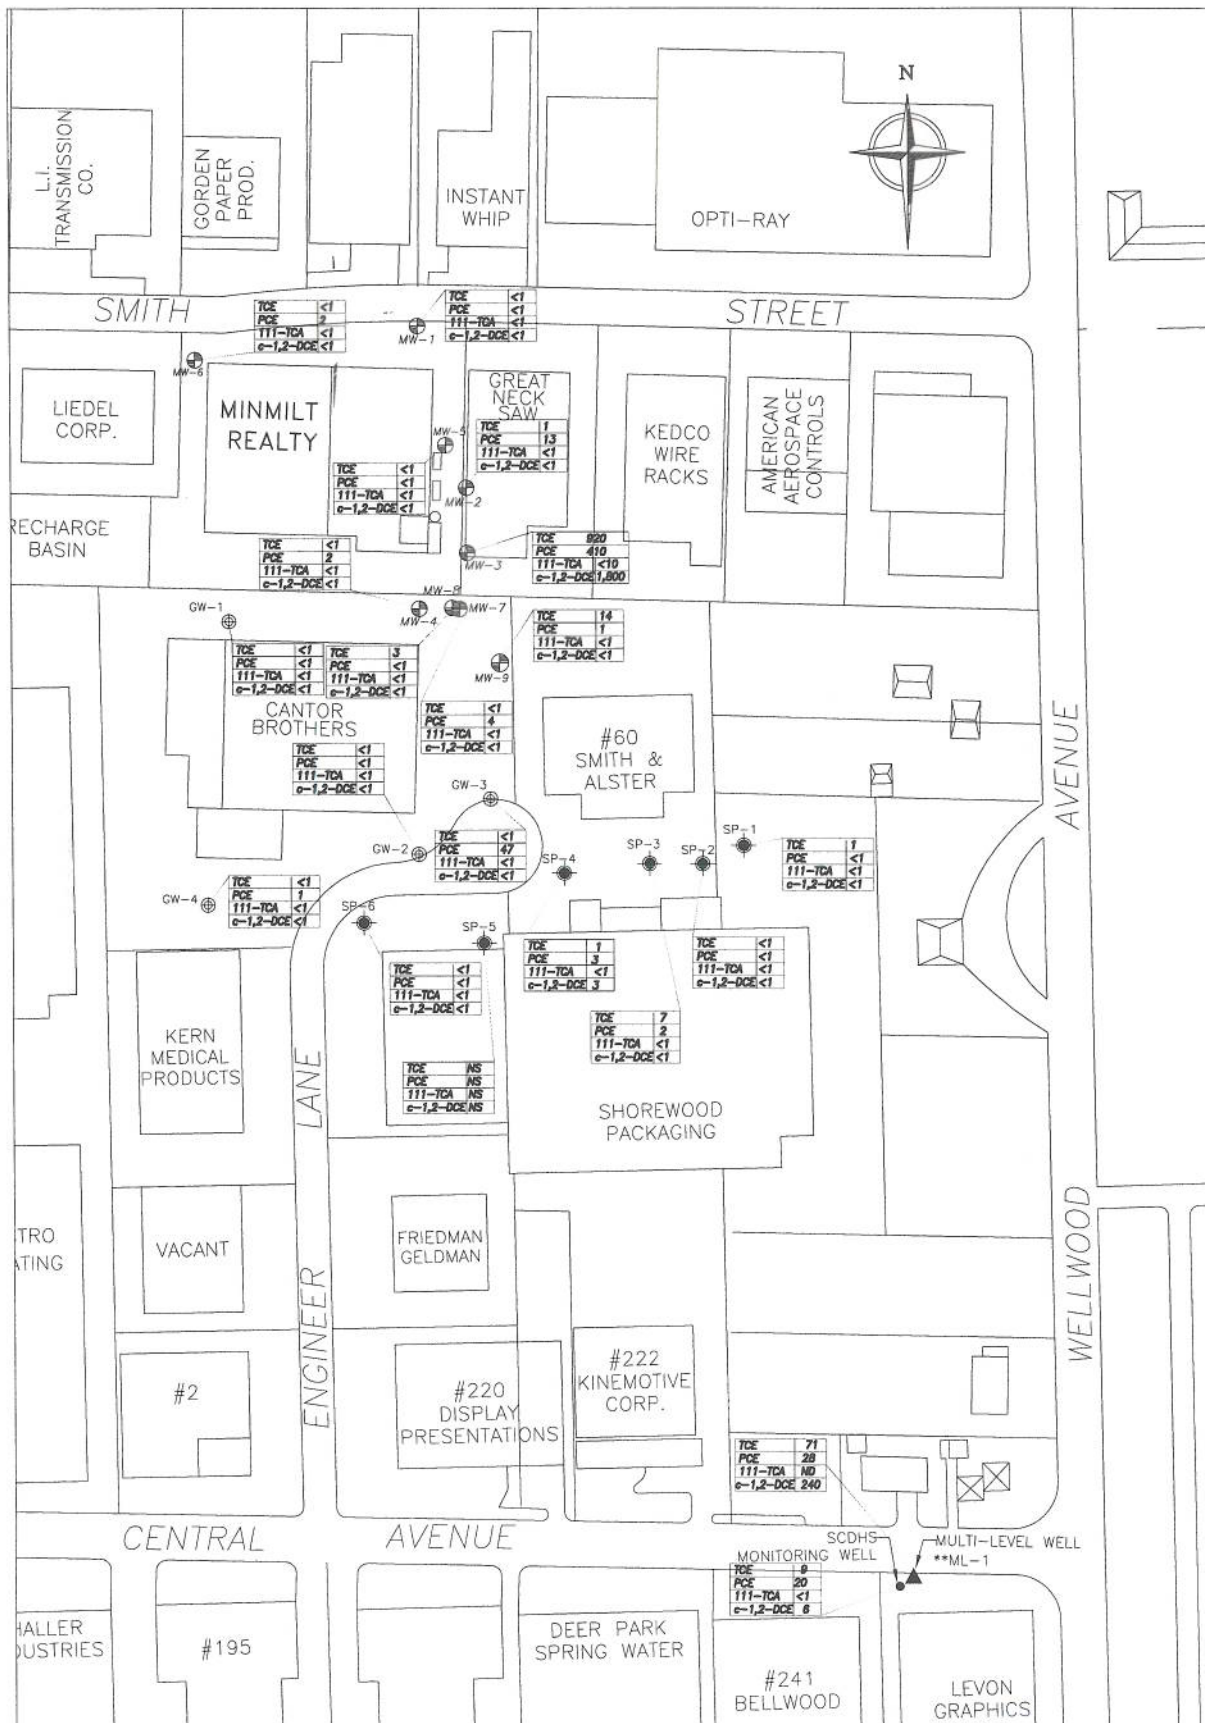 N
L.I.
TRANSMISSION
CO.
GORDEN
PAPER
PROD.
INSTANT
WHIP
OPTI-RAY
SMITH
STREET
TCE <1
PCE 2
111-TCA <1
c-1,2-DCE <1
TCE <1
PCE <1
111-TCA <1
c-1,2-DCE <1
MW-1
MW-6
LIEDEL
CORP.
MINMILT
REALTY
GREAT
NECK
SAW
TCE 1
PCE 13
111-TCA <1
c-1,2-DCE <1
MW-5
KEDCO
WIRE
RACKS
AMERICAN
AEROSPACE
CONTROLS
TCE <1
PCE <1
111-TCA <1
c-1,2-DCE <1
MW-2
RECHARGE
BASIN
TCE <1
PCE 2
111-TCA <1
c-1,2-DCE <1
TCE 920
PCE 410
111-TCA <10
c-1,2-DCE 1,800
MW-3
GW-1
MW-8
MW-4
MW-7
TCE 14
PCE 1
111-TCA <1
c-1,2-DCE <1
TCE <1
PCE <1
111-TCA <1
c-1,2-DCE <1
TCE 3
PCE <1
111-TCA <1
c-1,2-DCE <1
MW-9
CANTOR
BROTHERS
TCE <1
PCE 4
111-TCA <1
c-1,2-DCE <1
#60
SMITH &
ALSTER
TCE <1
PCE <1
111-TCA <1
c-1,2-DCE <1
GW-3
AVENUE
GW-2
TCE <1
PCE 47
111-TCA <1
c-1,2-DCE <1
SP-4
SP-3
SP-2
SP-1
TCE 1
PCE <1
111-TCA <1
c-1,2-DCE <1
GW-4
TCE <1
PCE 1
111-TCA <1
c-1,2-DCE <1
SP-6
SP-5
TCE 1
PCE 3
111-TCA <1
c-1,2-DCE 3
TCE <1
PCE <1
111-TCA <1
c-1,2-DCE <1
TCE <1
PCE <1
111-TCA <1
c-1,2-DCE <1
TCE 7
PCE 2
111-TCA <1
c-1,2-DCE <1
KERN
MEDICAL
PRODUCTS
LANE
TCE NS
PCE NS
111-TCA NS
c-1,2-DCE NS
SHOREWOOD
PACKAGING
TRO
ATING
VACANT
ENGINEER
FRIEDMAN
GELDMAN
WELLWOOD
#2
#220
DISPLAY
PRESENTATIONS
#222
KINEMOTIVE
CORP.
TCE 71
PCE 28
111-TCA ND
c-1,2-DCE 240
CENTRAL
AVENUE
SCDHS
MONITORING WELL
MULTI-LEVEL WELL
**ML-1
TCE 9
PCE 20
111-TCA <1
c-1,2-DCE 6
HALLER
DUSTRIES
#195
DEER PARK
SPRING WATER
#241
BELLWOOD
LEVON
GRAPHICS